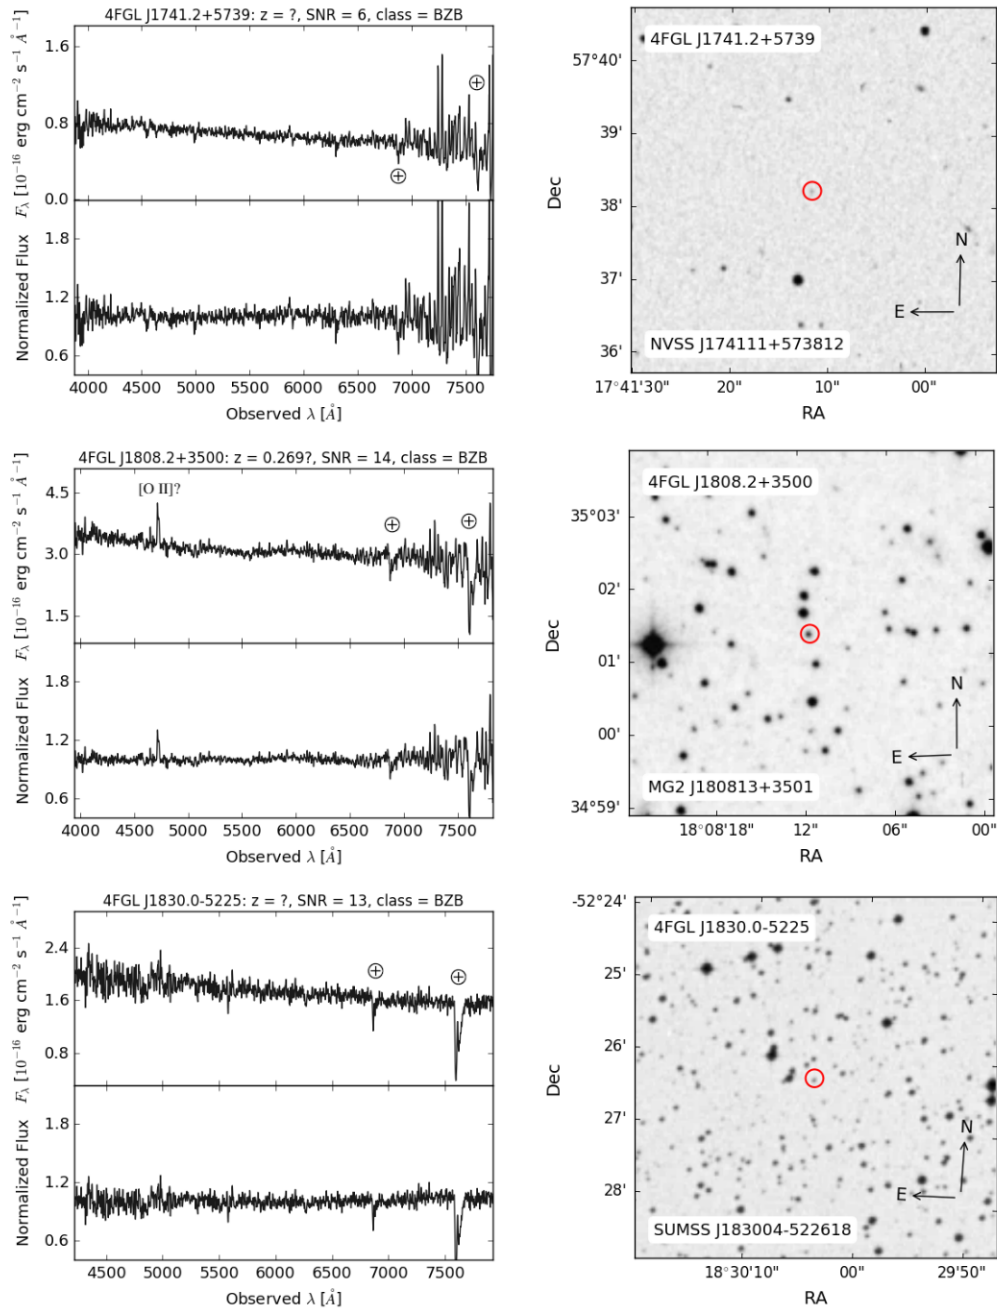 4FGL J1741.2+5739: z = ?, SNR = 6, class = BZB
F_λ [10⁻¹⁶ erg cm⁻² s⁻¹ Å⁻¹]
1.6
0.8
0.0
Normalized Flux
1.8
1.2
0.6
4000 4500 5000 5500 6000 6500 7000 7500
Observed λ [Å]
4FGL J1741.2+5739
Dec
57°40'
39'
38'
37'
36'
N
E
NVSS J174111+573812
17°41'30" 20" 10" 00"
RA
4FGL J1808.2+3500: z = 0.269?, SNR = 14, class = BZB
F_λ [10⁻¹⁶ erg cm⁻² s⁻¹ Å⁻¹]
4.5
3.0
1.5
[O II]?
Normalized Flux
1.8
1.2
0.6
4000 4500 5000 5500 6000 6500 7000 7500
Observed λ [Å]
4FGL J1808.2+3500
Dec
35°03'
02'
01'
00'
34°59'
N
E
MG2 J180813+3501
18°08'18" 12" 06" 00"
RA
4FGL J1830.0-5225: z = ?, SNR = 13, class = BZB
F_λ [10⁻¹⁶ erg cm⁻² s⁻¹ Å⁻¹]
2.4
1.6
0.8
Normalized Flux
1.8
1.2
0.6
4500 5000 5500 6000 6500 7000 7500
Observed λ [Å]
4FGL J1830.0-5225
Dec
-52°24'
25'
26'
27'
28'
N
E
SUMSS J183004-522618
18°30'10" 00" 29'50"
RA